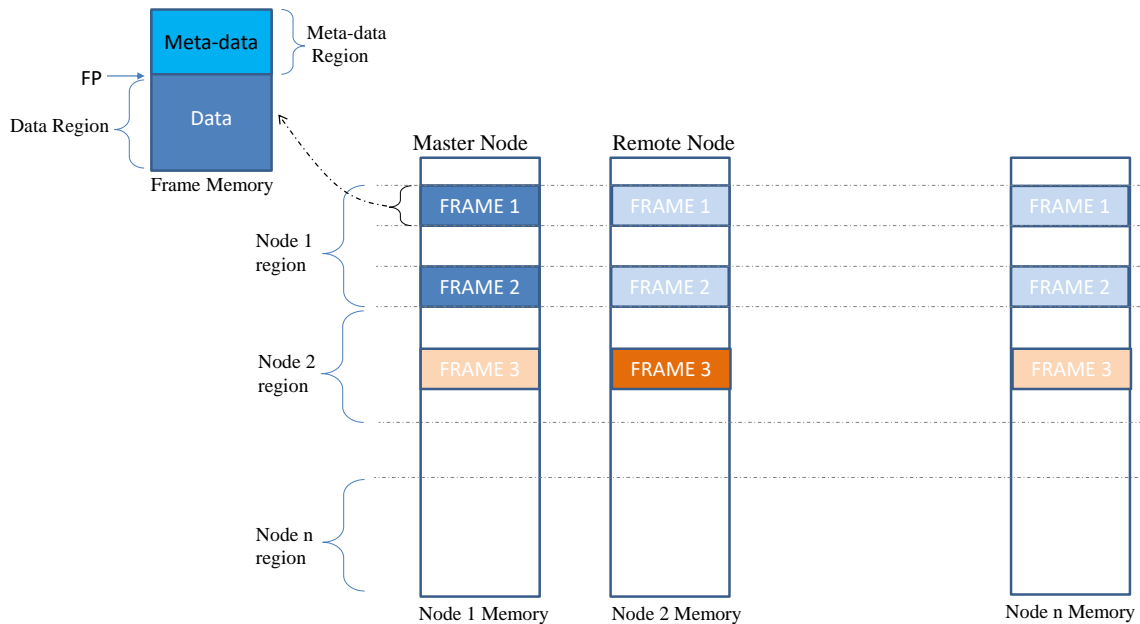 Meta-data
Meta-data
Region
FP
Data
Data Region
Frame Memory
Master Node
Remote Node
FRAME 1
FRAME 1
FRAME 1
Node 1
region
FRAME 2
FRAME 2
FRAME 2
Node 2
region
FRAME 3
FRAME 3
FRAME 3
Node n
region
Node 1 Memory
Node 2 Memory
Node n Memory